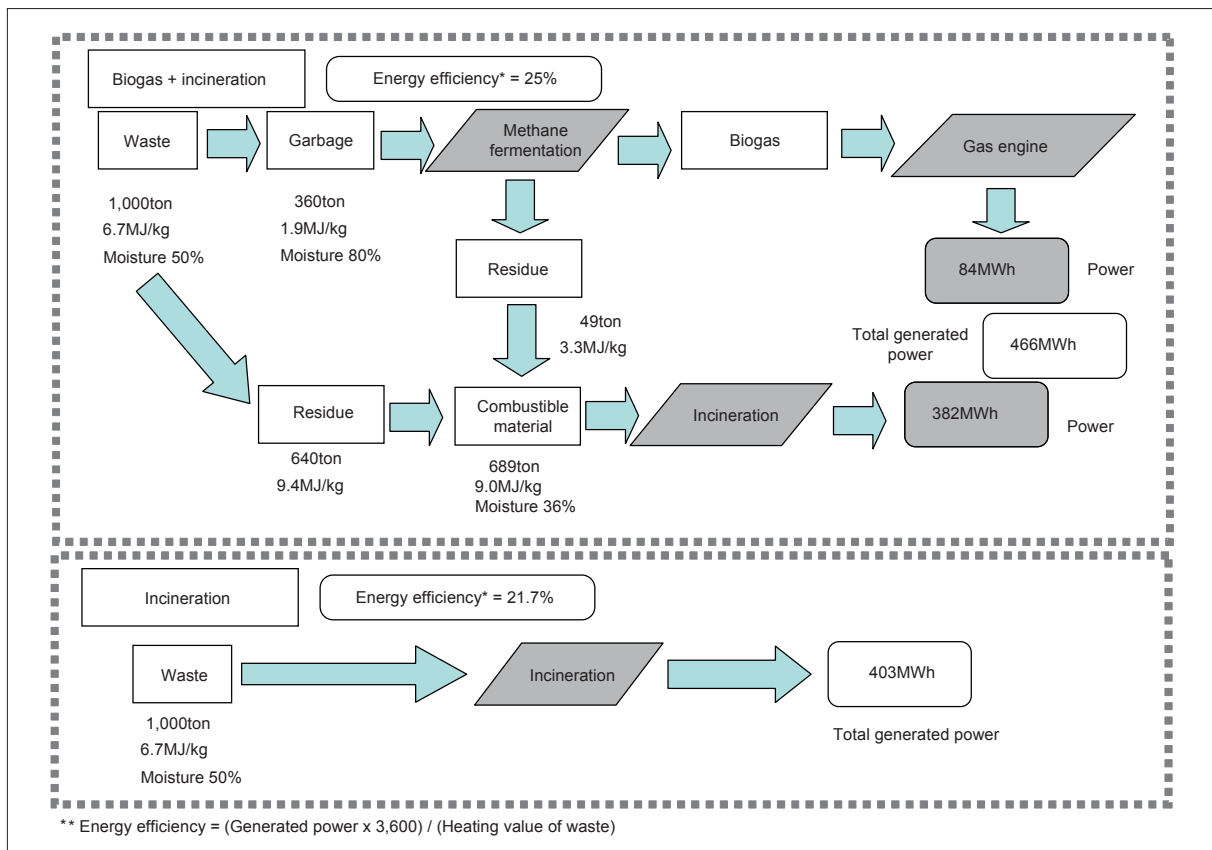 Biogas + incineration
Energy efficiency* = 25%
Waste
Garbage
Methane
fermentation
Biogas
Gas engine
1,000ton
6.7MJ/kg
Moisture 50%
360ton
1.9MJ/kg
Moisture 80%
Residue
84MWh
Power
49ton
3.3MJ/kg
Total generated
power
466MWh
Residue
Combustible
material
Incineration
382MWh
Power
640ton
9.4MJ/kg
689ton
9.0MJ/kg
Moisture 36%
Incineration
Energy efficiency* = 21.7%
Waste
Incineration
403MWh
1,000ton
6.7MJ/kg
Moisture 50%
Total generated power
** Energy efficiency = (Generated power x 3,600) / (Heating value of waste)